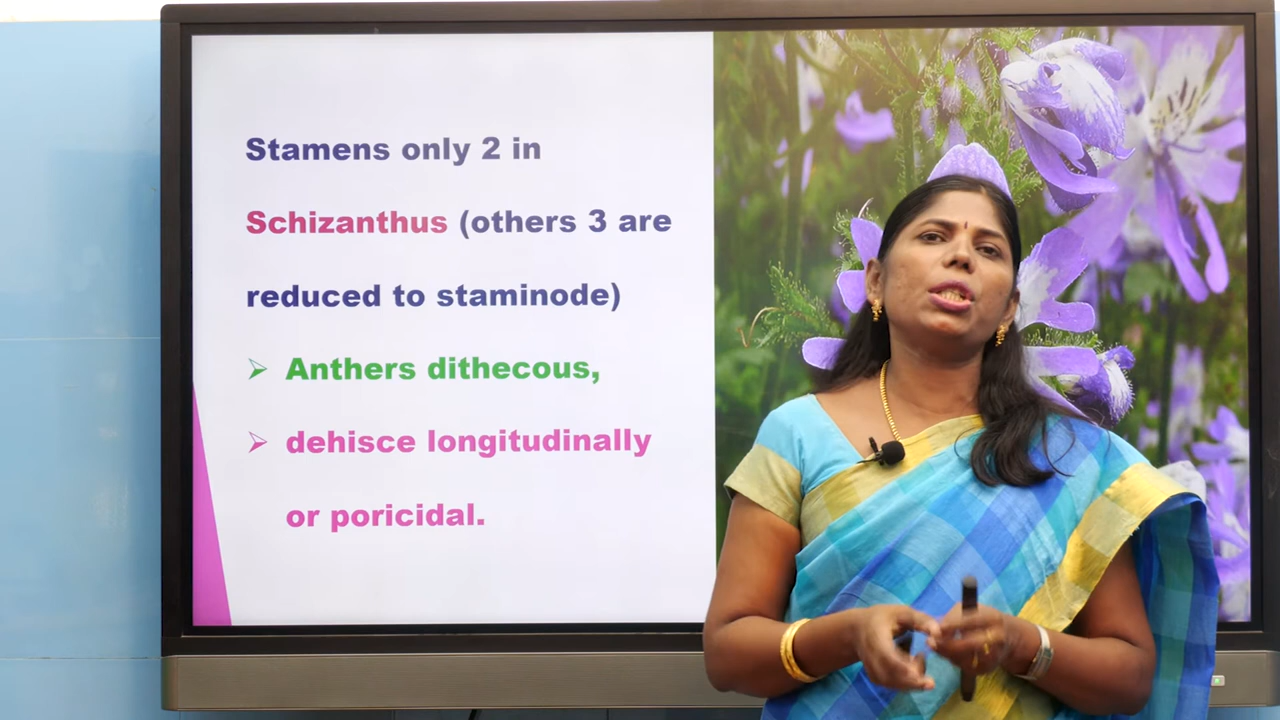 Stamens only 2 in
Schizanthus (others 3 are
reduced to staminode)
Anthers dithecous,
dehisce longitudinally
or poricidal.